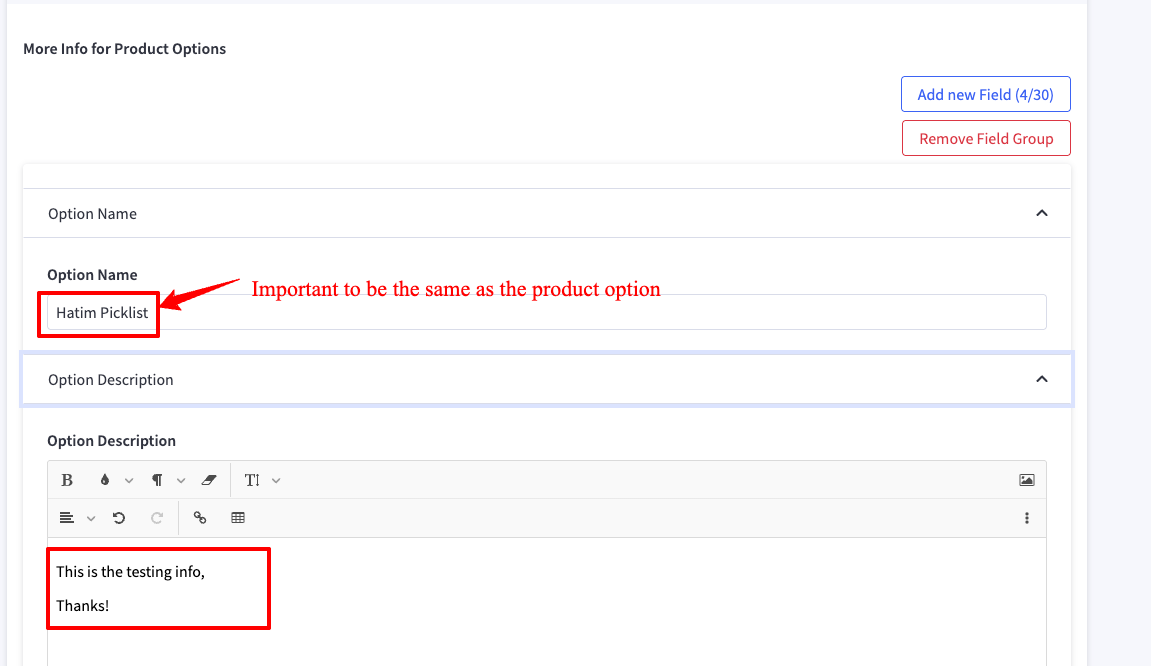 More Info for Product Options
Add new Field (4/30)
Remove Field Group
Option Name
Option Name
Important to be the same as the product option
Hatim Picklist
Option Description
Option Description
B
T
This is the testing info,
Thanks!